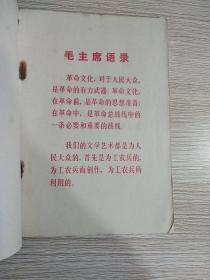 毛主席语录
革命文化，对于人民大众，
是革命的有力武器。革命文化，
在革命前，是革命的思想准备；
在革命中，是革命总战线中的
一条必要和重要的战线。
我们的文学艺术都是为人
民大众的，首先是为工农兵的，
为工农兵而创作，为工农兵所
利用的。